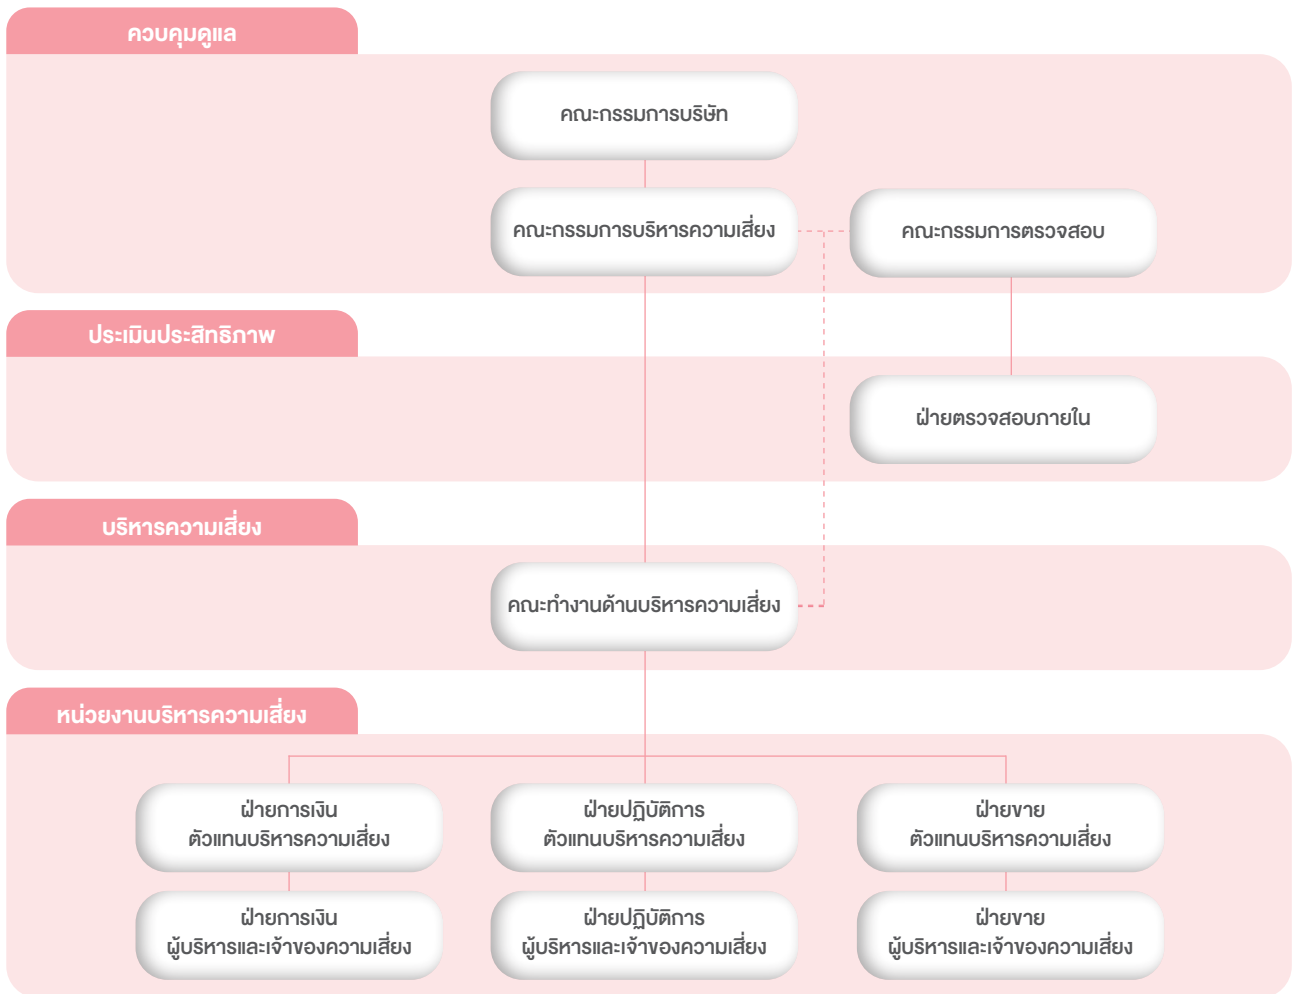 ควบคุมดูแล
คณะกรรมการบริษัท
คณะกรรมการบริหารความเสี่ยง
คณะกรรมการตรวจสอบ
ประเมินประสิทธิภาพ
ฝ่ายตรวจสอบภายใน
บริหารความเสี่ยง
คณะทำงานด้านบริหารความเสี่ยง
หน่วยงานบริหารความเสี่ยง
ฝ่ายการเงิน
ตัวแทนบริหารความเสี่ยง
ฝ่ายปฏิบัติการ
ตัวแทนบริหารความเสี่ยง
ฝ่ายขาย
ตัวแทนบริหารความเสี่ยง
ฝ่ายการเงิน
ผู้บริหารและเจ้าของความเสี่ยง
ฝ่ายปฏิบัติการ
ผู้บริหารและเจ้าของความเสี่ยง
ฝ่ายขาย
ผู้บริหารและเจ้าของความเสี่ยง